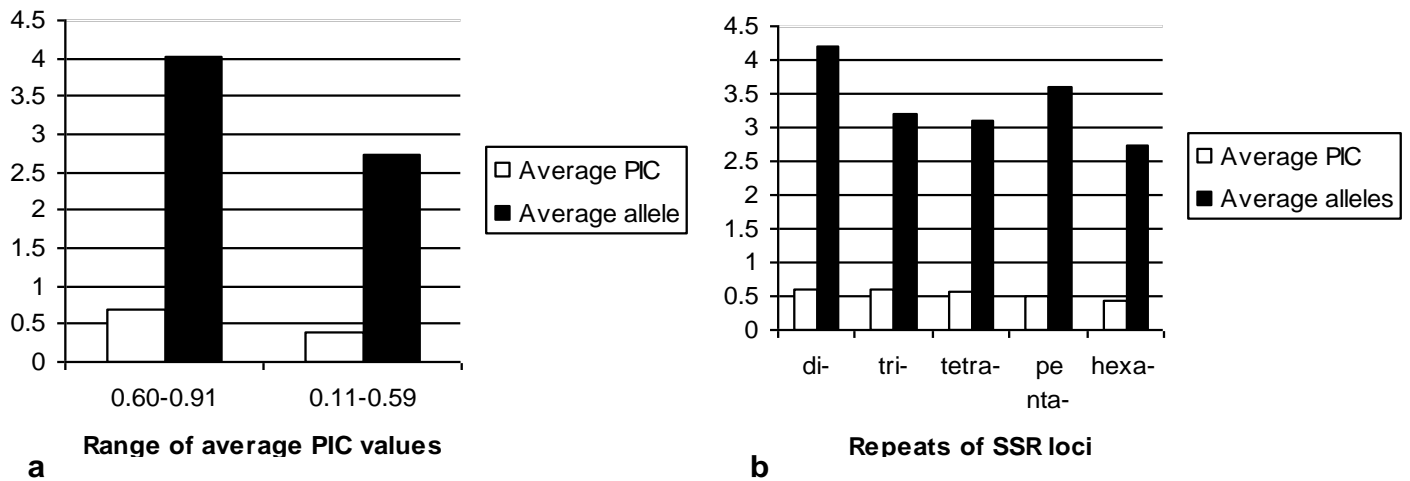 4.5
4
3.5
3
2.5
2
1.5
1
0.5
0
0.60-0.91
0.11-0.59
Range of average PIC values
a
Average PIC
Average allele
4.5
4
3.5
3
2.5
2
1.5
1
0.5
0
di-
tri-
tetra-
pe
nta-
hexa-
Repeats of SSR loci
b
Average PIC
Average alleles